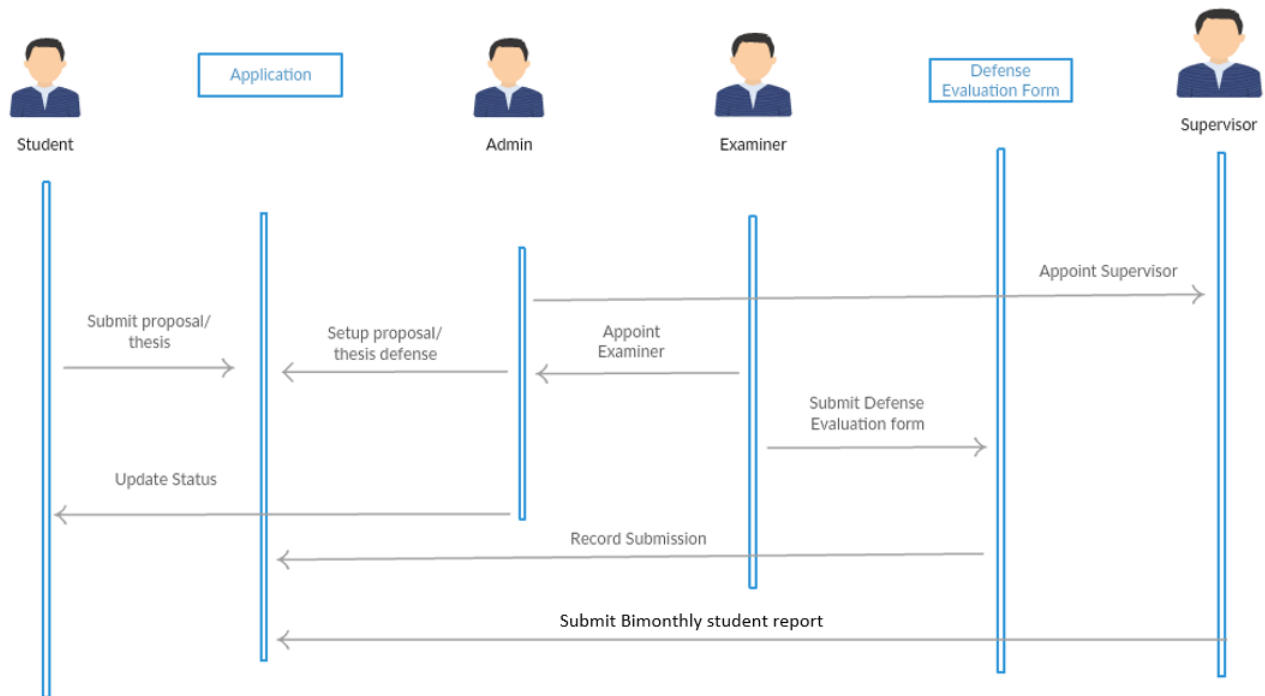 Application
Defense
Evaluation Form
Student
Admin
Examiner
Supervisor
Appoint Supervisor
Submit proposal/
thesis
Setup proposal/
thesis defense
Appoint
Examiner
Submit Defense
Evaluation form
Update Status
Record Submission
Submit Bimonthly student report